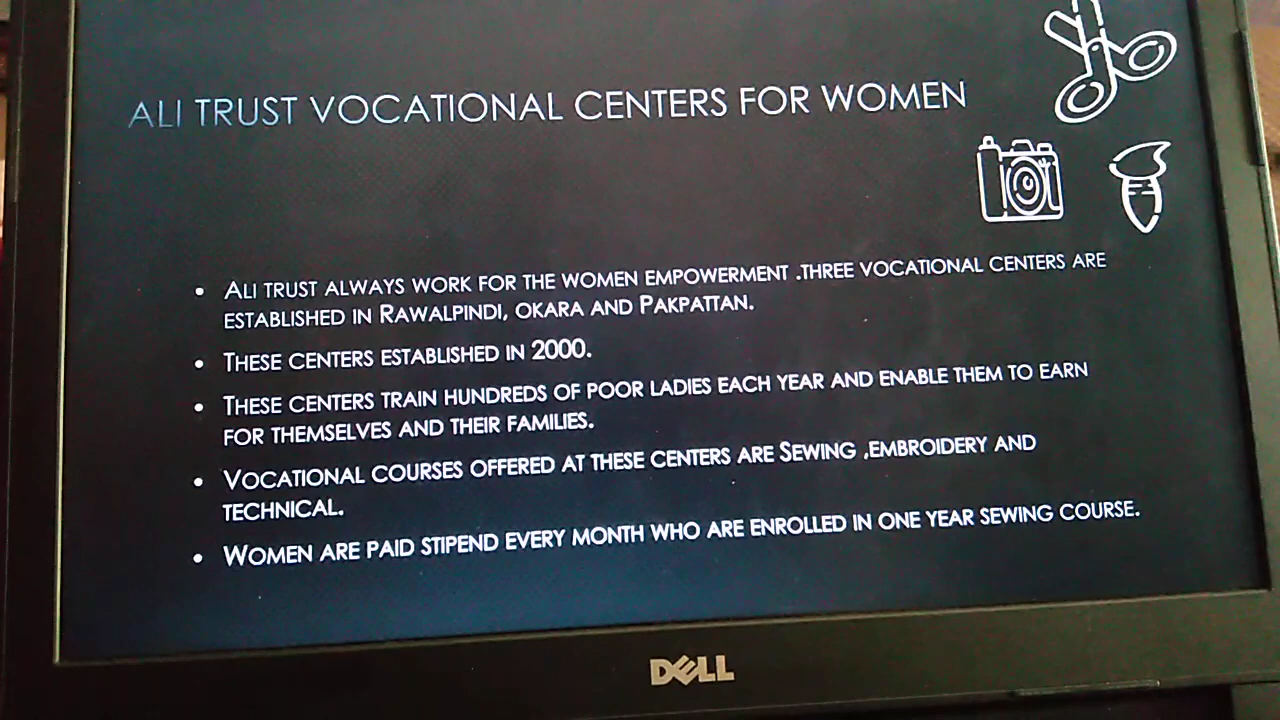 ALI TRUST VOCATIONAL CENTERS FOR WOMEN
• ALI TRUST ALWAYS WORK FOR THE WOMEN EMPOWERMENT .THREE VOCATIONAL CENTERS ARE
ESTABLISHED IN RAWALPINDI, OKARA AND PAKPATTAN.
• THESE CENTERS ESTABLISHED IN 2000.
• THESE CENTERS TRAIN HUNDREDS OF POOR LADIES EACH YEAR AND ENABLE THEM TO EARN
FOR THEMSELVES AND THEIR FAMILIES.
• VOCATIONAL COURSES OFFERED AT THESE CENTERS ARE SEWING ,EMBROIDERY AND
TECHNICAL.
• WOMEN ARE PAID STIPEND EVERY MONTH WHO ARE ENROLLED IN ONE YEAR SEWING COURSE.
DELL